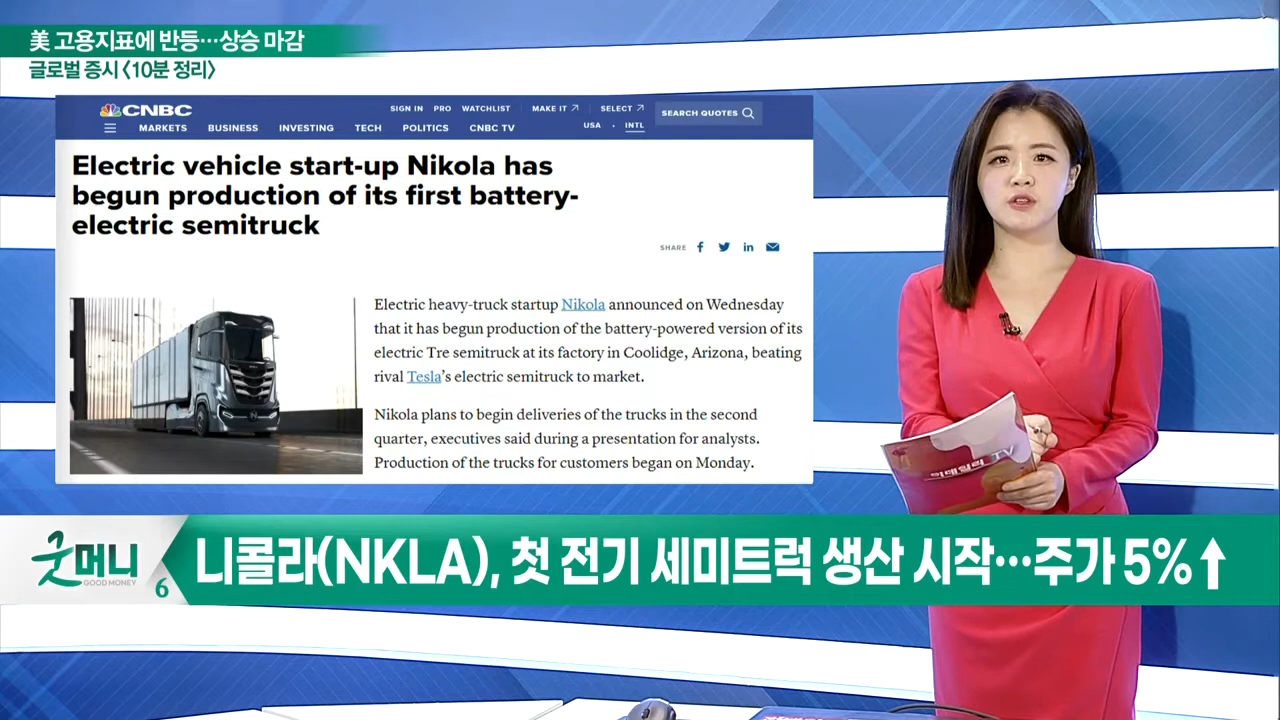 美 고용지표에 반등…상승 마감
글로벌 증시 <10분 정리>
CNBC
SIGN IN PRO WATCHLIST MAKE IT SELECT SEARCH QUOTES
MARKETS BUSINESS INVESTING TECH POLITICS CNBC TV USA · INTL
Electric vehicle start-up Nikola has
begun production of its first battery-
electric semitruck
SHARE
Electric heavy-truck startup Nikola announced on Wednesday
that it has begun production of the battery-powered version of its
electric Tre semitruck at its factory in Coolidge, Arizona, beating
rival Tesla's electric semitruck to market.
Nikola plans to begin deliveries of the trucks in the second
quarter, executives said during a presentation for analysts.
Production of the trucks for customers began on Monday.
굿머니
GOOD MONEY
6
니콜라(NKLA), 첫 전기 세미트럭 생산 시작…주가 5%↑
TV